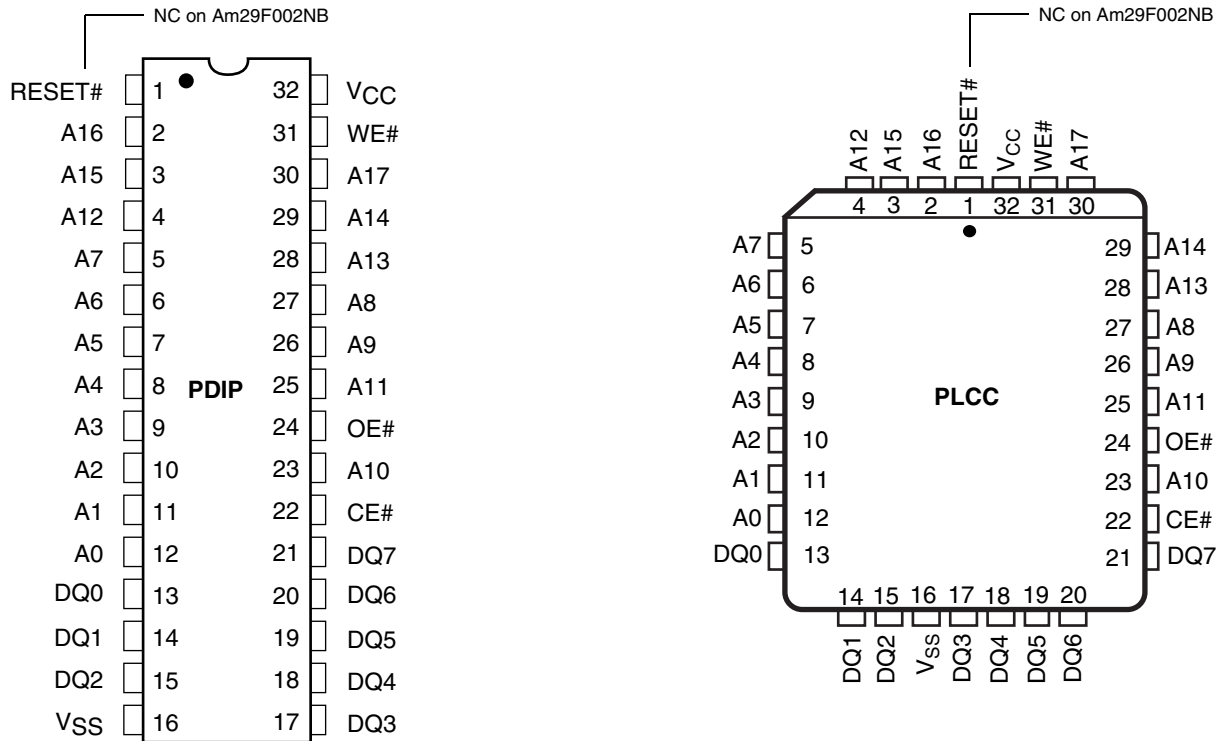 NC on Am29F002NB
RESET# 1 32 VCC
A16 2 31 WE#
A15 3 30 A17
A12 4 29 A14
A7 5 28 A13
A6 6 27 A8
A5 7 26 A9
A4 8 PDIP 25 A11
A3 9 24 OE#
A2 10 23 A10
A1 11 22 CE#
A0 12 21 DQ7
DQ0 13 20 DQ6
DQ1 14 19 DQ5
DQ2 15 18 DQ4
VSS 16 17 DQ3
NC on Am29F002NB
A12 A15 A16 RESET# VCC WE# A17
4 3 2 1 32 31 30
A7 5 29 A14
A6 6 28 A13
A5 7 27 A8
A4 8 26 A9
A3 9 PLCC 25 A11
A2 10 24 OE#
A1 11 23 A10
A0 12 22 CE#
DQ0 13 21 DQ7
14 15 16 17 18 19 20
DQ1 DQ2 VSS DQ3 DQ4 DQ5 DQ6